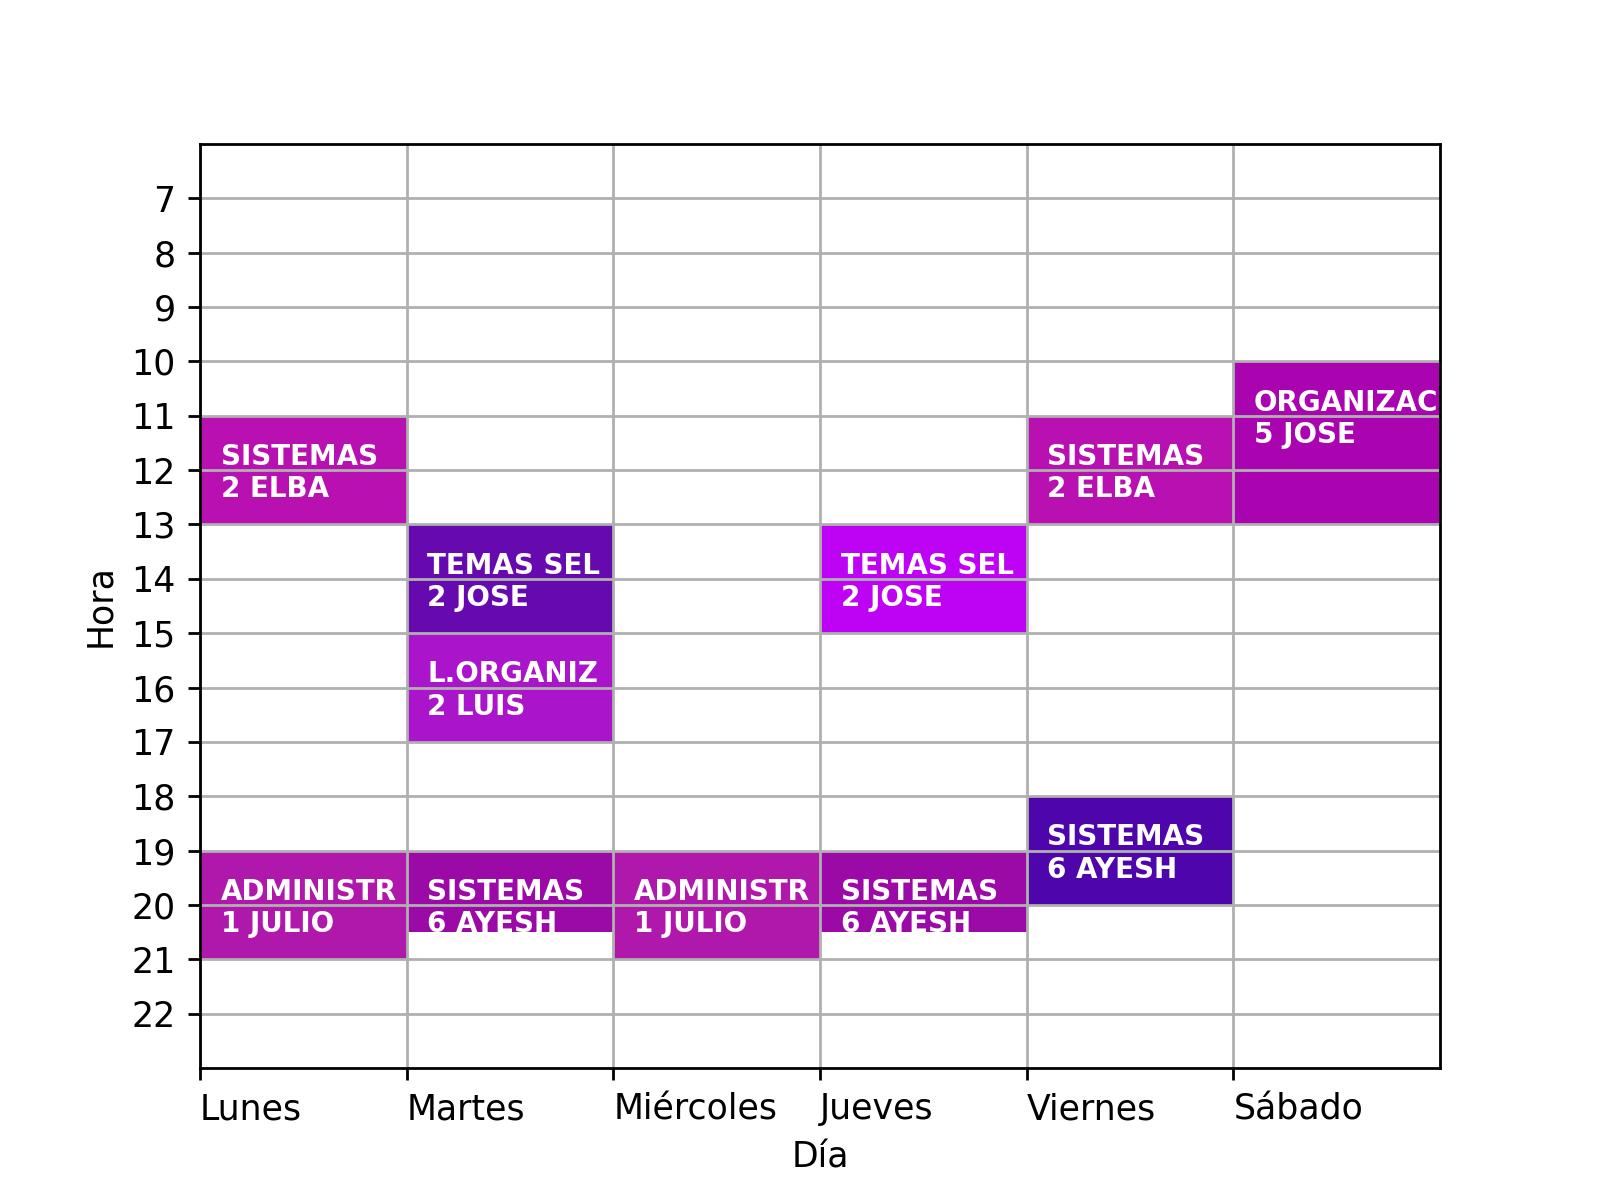 7
8
9
10
11
12
13
14
15
16
17
18
19
20
21
22
Hora
ORGANIZAC
5 JOSE
SISTEMAS
2 ELBA
SISTEMAS
2 ELBA
TEMAS SEL
2 JOSE
TEMAS SEL
2 JOSE
L.ORGANIZ
2 LUIS
SISTEMAS
6 AYESH
ADMINISTR
1 JULIO
SISTEMAS
6 AYESH
ADMINISTR
1 JULIO
SISTEMAS
6 AYESH
Lunes
Martes
Miércoles
Jueves
Viernes
Sábado
Día